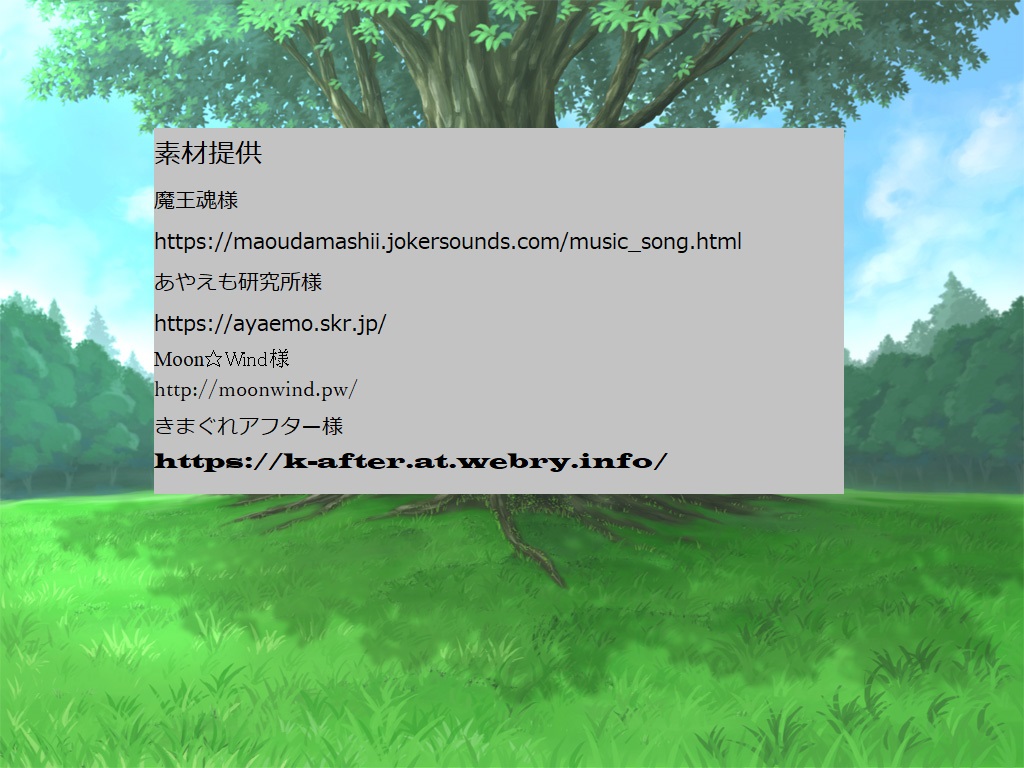 素材提供
魔王魂様
https://maoudamashii.jokersounds.com/music_song.html
あやえも研究所様
https://ayaemo.skr.jp/
Moon☆Wind様
http://moonwind.pw/
きまぐれアフター様
https://k-after.at.webry.info/